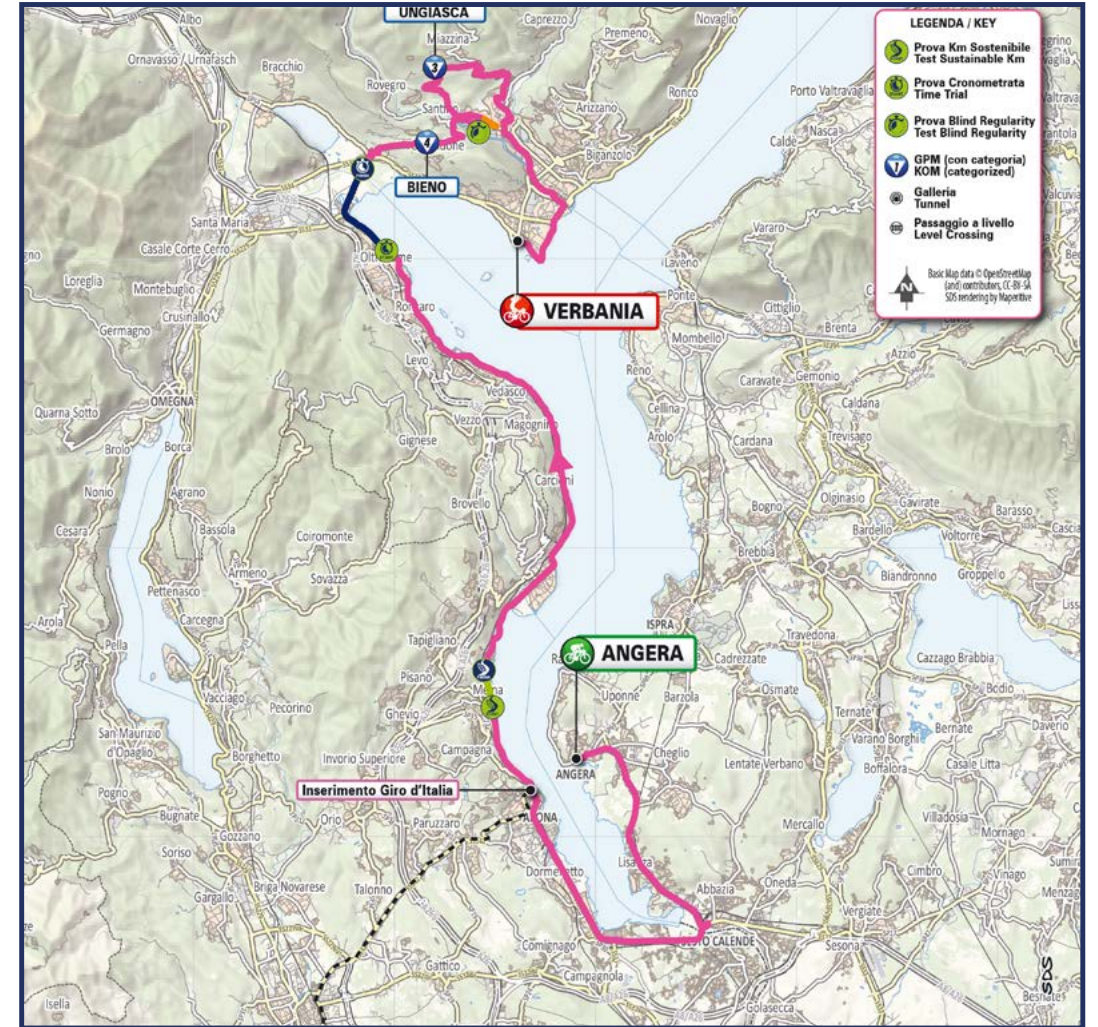 UNGIASCA
Albo
Caprezzo
Novaglio
Miazzina
Premeno
Ornavasso / Urnafasch
Bracchio
Rovegro
Ronco
3
Arizzano
Porto Valtravaglia
Nasca
Calde
4
Biganzolo
BIENO
Santa Maria
Casale Corte Cerro
Vararo
Loreglia
Montebuglio
Laveno
Crusinallo
Ponte
Cittiglio
Germagno
VERBANIA
Mombello
Brenta
Levo
Azzio
Reno
Gemonio
Caravate
Vedasco
OMEGNA
Caldana
Quarna Sotto
Vezzo
Cellina
Magognino
Trevisago
Gignese
Arolo
Cardana
Brolo
Borca
Nonio
Agrano
Olginasio
Gavirate
Brovello
Bogno
Barasso
Cesara
Bassola
Bardello
Coiromonte
Voltorre
Brebbia
Armeno
Biandronno
Groppello
Sovazza
Pettenasco
Arola
Carcegna
ISPRA
Pella
Tapigliano
Travedona
ANGERA
Cadrezzate
Cazzago Brabbia
Pisano
Vacciago
Uponne
Barzola
Osmate
Pecorino
Ternate
Bodio
Ghevio
San Maurizio
d'Opaglio
Bernate
Daverio
Varano Borghi
Campagna
Cheglio
Borghetto
Invorio Superiore
Lentate Verbano
Casale Litta
ANGERA
Boffalora
Inserimento Giro d'Italia
Pogno
Orio
Bugnate
Paruzzaro
Villadosia
Mercallo
Gozzano
Mornago
Soriso
Vinago
Abbazia
Oneda
Cimbro
Briga Novarese
Talonno
Gargallo
Vergiate
Comignago
Sesona
Gattico
Campagnola
Isella
Golasecca
SDS
LEGENDA / KEY
Prova Km Sostenibile
Test Sustainable Km
Prova Cronometrata
Time Trial
Prova Blind Regularity
Test Blind Regularity
1
GPM (con categoria)
KOM (categorized)
Galleria
Tunnel
Passaggio a livello
Level Crossing
N
Basic Map data © OpenStreetMap
(and) contributors, CC-BY-SA
SDS rendering by Maperitive